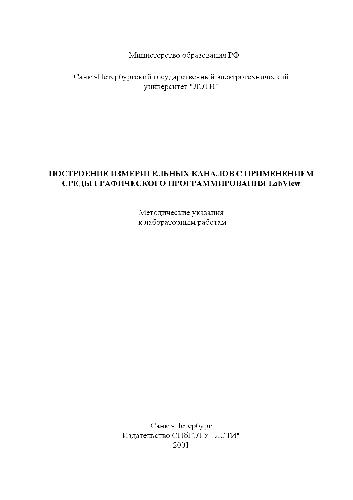 Министерство образования РФ
Санкт-Петербургский государственный электротехнический
университет "ЛЭТИ"
ПОСТРОЕНИЕ ИЗМЕРИТЕЛЬНЫХ КАНАЛОВ С ПРИМЕНЕНИЕМ
СРЕДЫ ГРАФИЧЕСКОГО ПРОГРАММИРОВАНИЯ LabView
Методические указания
к лабораторным работам
Санкт-Петербург
Издательство СПбГЭТУ "ЛЭТИ"
2001